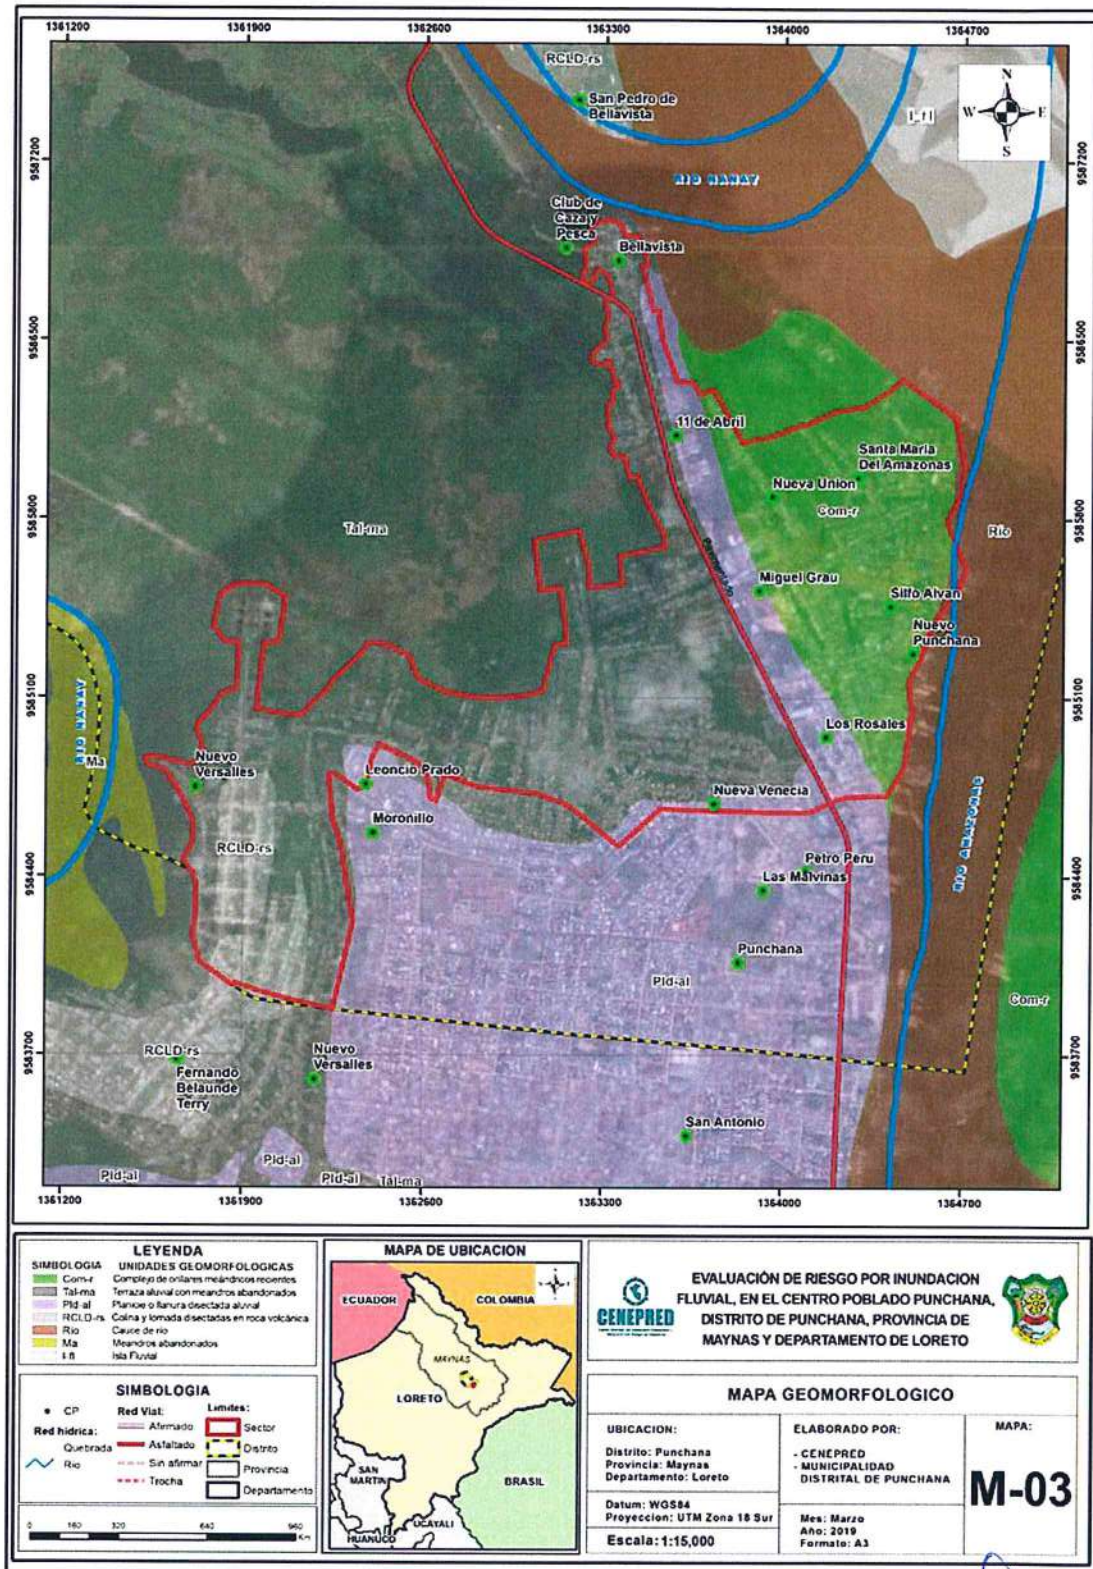 1361200 1361900 1362600 1363300 1364000 1364700
9587200
9586500
9585800
9585100
9584400
9583700
9587200
9586500
9585800
9585100
9584400
9583700
RCLD-rs
San Pedro de
Bellavista
I_f l
N
W E
S
RIO NANAY
Club de
Caza y
Pesca
Bellavista
11 de Abril
Santa Maria
Del Amazonas
Nueva Union
Com-r
Tal-ma
Rio
Pavimentado
Miguel Grau
Silfo Alvan
Nuevo
Punchana
RIO NANAY
Ma
Los Rosales
Nuevo
Versalles
Leoncio Prado
Nueva Venecia
Moronillo
RIO AMAZONAS
RCLD-rs
Petro Peru
Las Malvinas
Punchana
Pld-al
Com-r
RCLD-rs
Fernando
Belaunde
Terry
Nuevo
Versalles
San Antonio
Pld-al
Pld-al
Pld-al
Tal-ma
1361200 1361900 1362600 1363300 1364000 1364700
LEYENDA
SIMBOLOGIA UNIDADES GEOMORFOLOGICAS
Com-r Complejo de orillares meándricos recientes
Tal-ma Terraza aluvial con meandros abandonados
Pld-al Planicie o llanura disectada aluvial
RCLD-rs Colina y lomada disectadas en roca volcánica
Rio Cauce de rio
Ma Meandros abandonados
I-fl Isla Fluvial
SIMBOLOGIA
CP
Red hídrica:
Quebrada
Rio
Red Vial:
Afirmado
Asfaltado
Sin afirmar
Trocha
Limites:
Sector
Distrito
Provincia
Departamento
0 160 320 640 960
Km
MAPA DE UBICACION
ECUADOR
COLOMBIA
MAYNAS
LORETO
SAN
MARTIN
BRASIL
UCAYALI
HUANUCO
CENEPRED
EVALUACIÓN DE RIESGO POR INUNDACION
FLUVIAL, EN EL CENTRO POBLADO PUNCHANA,
DISTRITO DE PUNCHANA, PROVINCIA DE
MAYNAS Y DEPARTAMENTO DE LORETO
MAPA GEOMORFOLOGICO
UBICACION:
Distrito: Punchana
Provincia: Maynas
Departamento: Loreto
Datum: WGS84
Proyeccion: UTM Zona 18 Sur
Escala: 1:15,000
ELABORADO POR:
- CENEPRED
- MUNICIPALIDAD
DISTRITAL DE PUNCHANA
Mes: Marzo
Año: 2019
Formato: A3
MAPA:
M-03